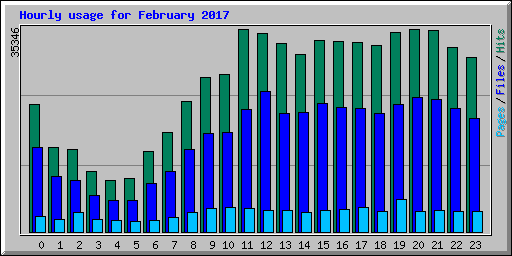 Hourly usage for February 2017
35346
Pages / Files / Hits
0 1 2 3 4 5 6 7 8 9 10 11 12 13 14 15 16 17 18 19 20 21 22 23